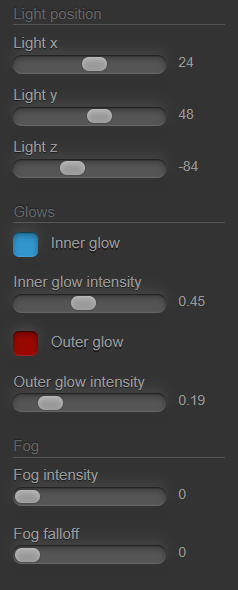 Light position
Light x
24
Light y
48
Light z
-84
Glows
Inner glow
Inner glow intensity
0.45
Outer glow
Outer glow intensity
0.19
Fog
Fog intensity
0
Fog falloff
0